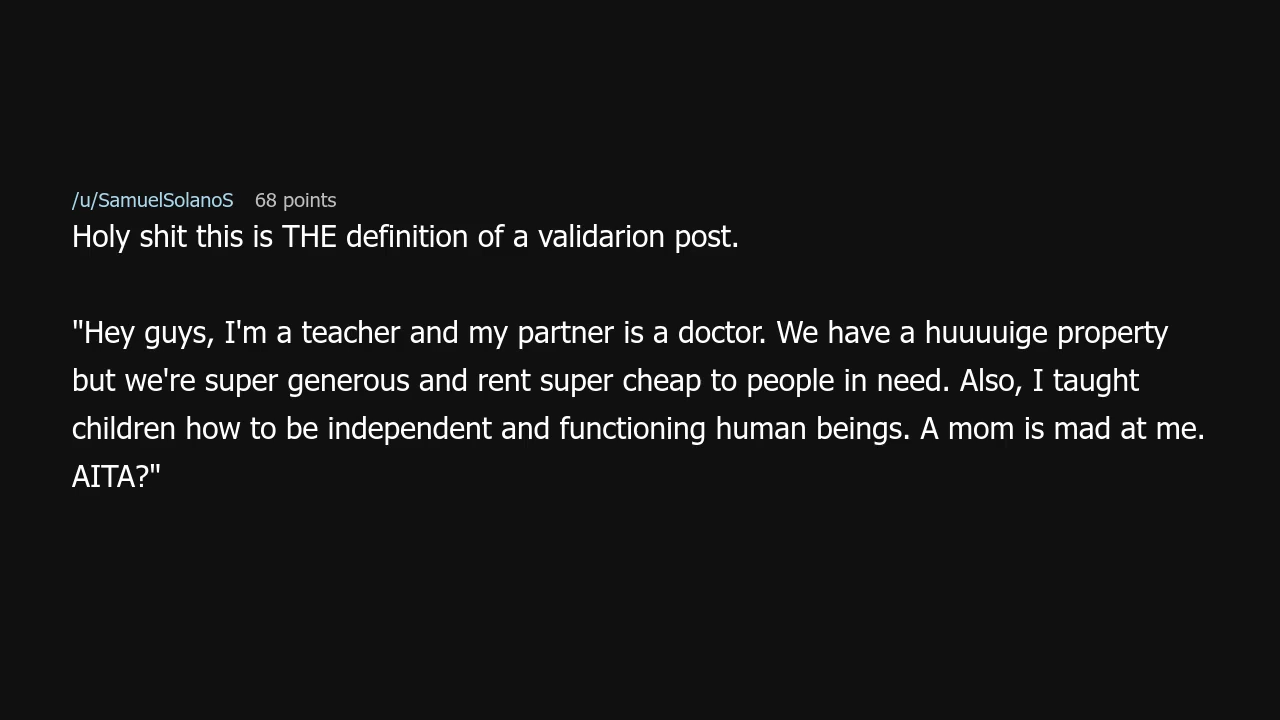 /u/SamuelSolanoS 68 points
Holy shit this is THE definition of a validarion post.
"Hey guys, I'm a teacher and my partner is a doctor. We have a huuuuige property
but we're super generous and rent super cheap to people in need. Also, I taught
children how to be independent and functioning human beings. A mom is mad at me.
AITA?"